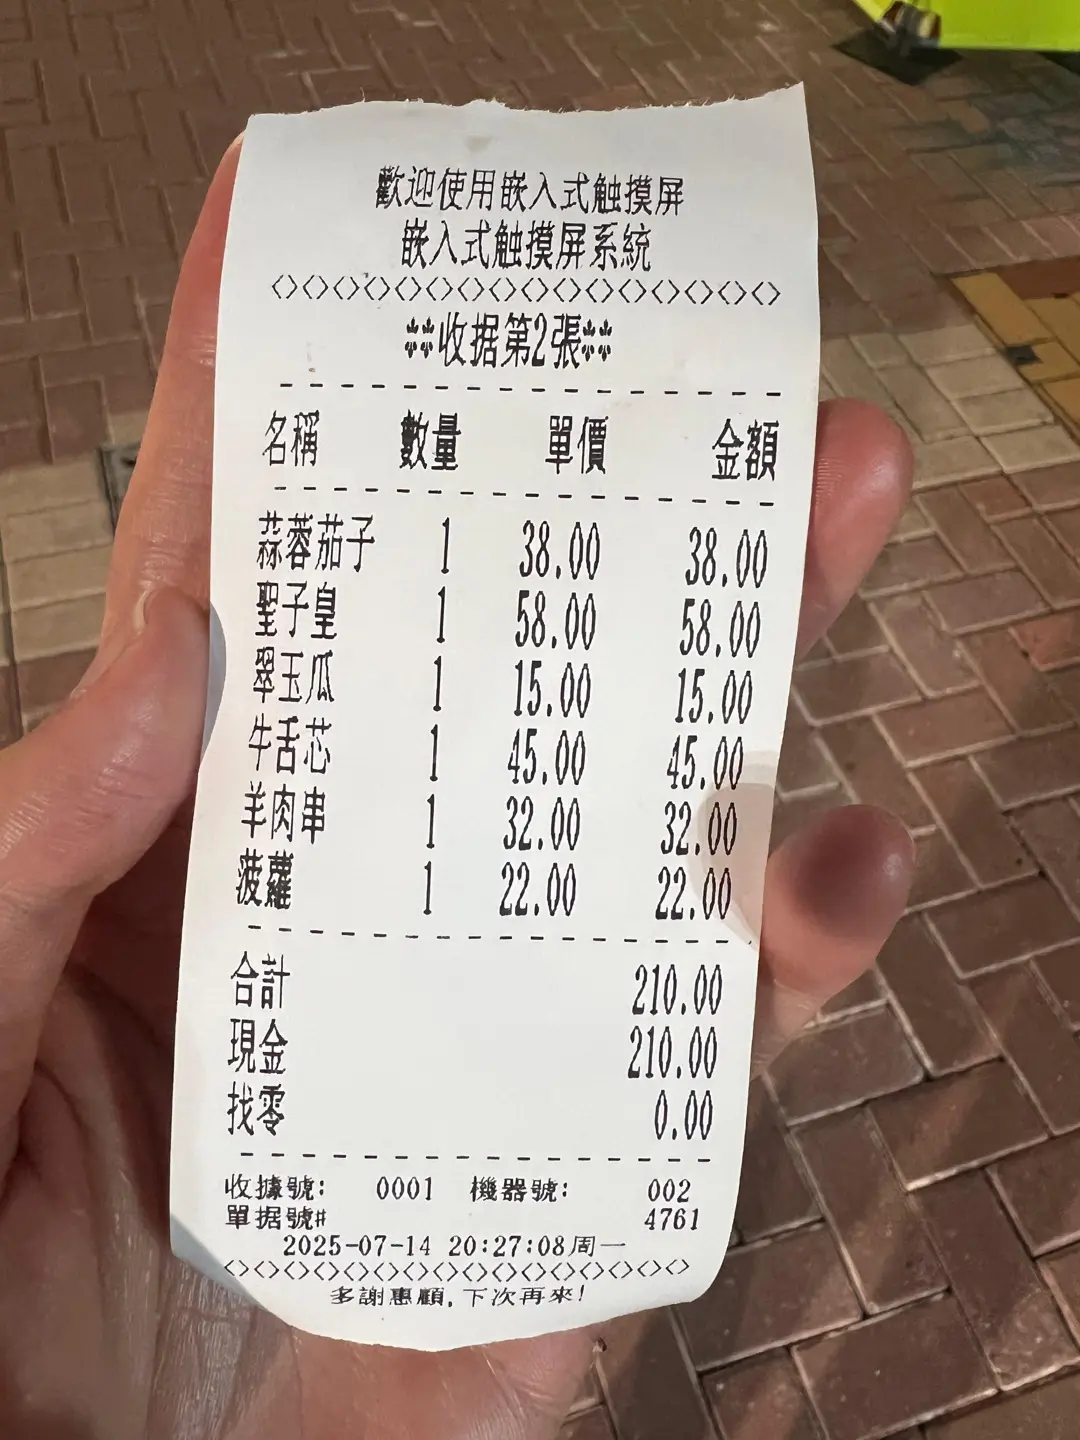 歡迎使用嵌入式触摸屏
嵌入式触摸屏系統
<><><><><><><><><><><><><><><><>
**收据第2張**
名稱 數量 單價 金額
蒜蓉茄子 1 38.00 38.00
聖子皇 1 58.00 58.00
翠玉瓜 1 15.00 15.00
牛舌芯 1 45.00 45.00
羊肉串 1 32.00 32.00
菠蘿 1 22.00 22.00
合計 210.00
現金 210.00
找零 0.00
收據號: 0001 機器號: 002
單据號# 4761
2025-07-14 20:27:08周一
<><><><><><><><><><><><><><><><>
多謝惠顧,下次再來!